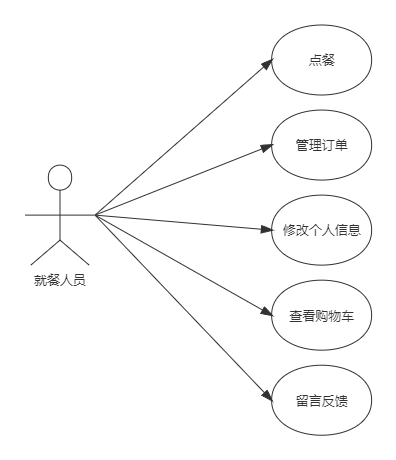 点餐
管理订单
修改个人信息
就餐人员
查看购物车
留言反馈